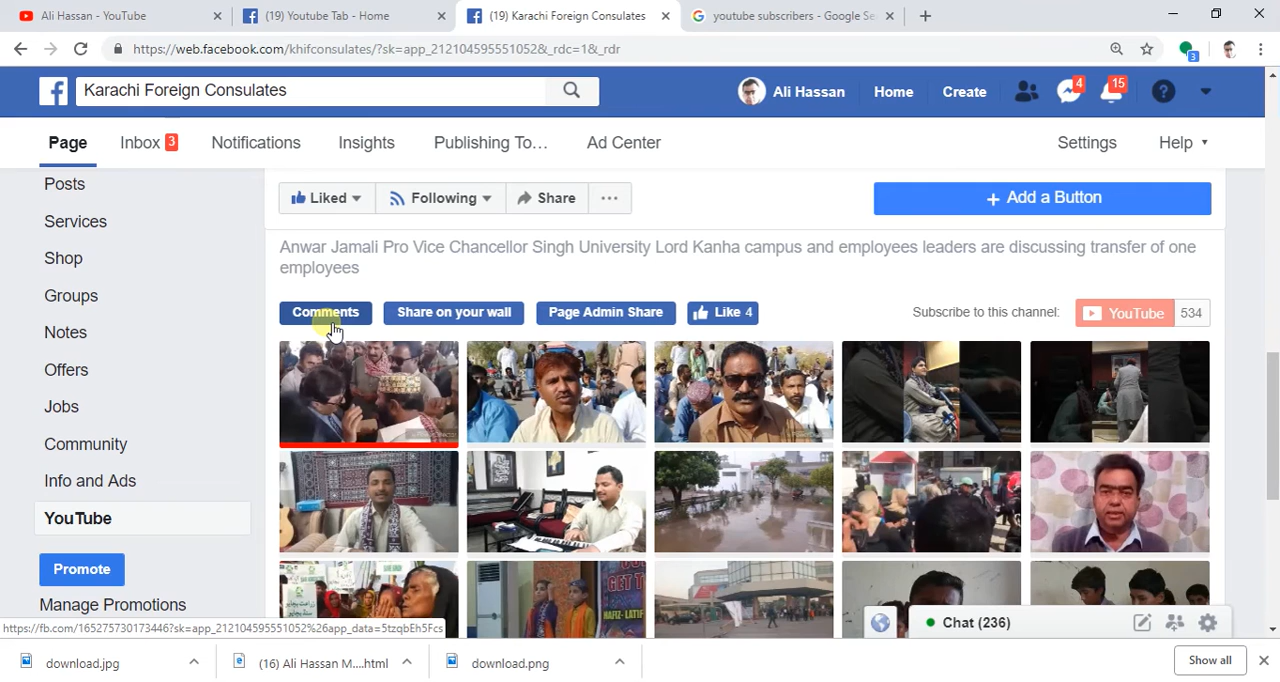 Ali Hassan - YouTube
(19) Youtube Tab - Home
(19) Karachi Foreign Consulates
youtube subscribers - Google Se
https://web.facebook.com/khifconsulates/?sk=app_212104595551052&_rdc=1&_rdr
3
Karachi Foreign Consulates
Ali Hassan
Home
Create
4
15
Page
Inbox 3
Notifications
Insights
Publishing To...
Ad Center
Settings
Help
Posts
Services
Shop
Groups
Notes
Offers
Jobs
Community
Info and Ads
YouTube
Promote
Manage Promotions
Liked
Following
Share
+ Add a Button
Anwar Jamali Pro Vice Chancellor Singh University Lord Kanha campus and employees leaders are discussing transfer of one
employees
Comments
Share on your wall
Page Admin Share
Like 4
Subscribe to this channel:
YouTube
534
Chat (236)
https://fb.com/165275730173446?sk=app_212104595551052%26app_data=5tzqbEh5Fcs
download.jpg
(16) Ali Hassan M....html
download.png
Show all